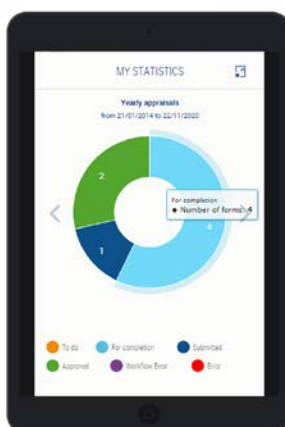 MY STATISTICS
Yearly appraisals
from 21/01/2014 to 22/11/2020
2
For completion
◆ Number of forms: 4
4
1
To do
For completion
Submitted
Approved
Workflow Error
Error